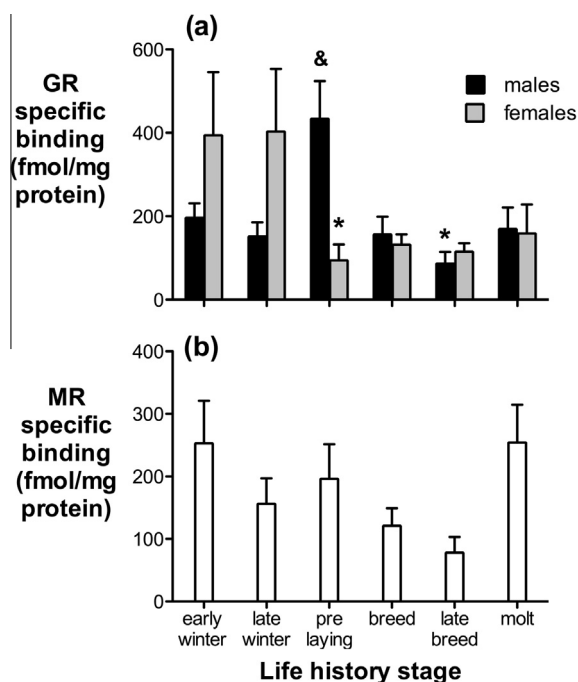 (a)
GR
specific
binding
(fmol/mg
protein)
600
400
200
0
&
*
*
males
females
(b)
MR
specific
binding
(fmol/mg
protein)
400
300
200
100
0
early
winter
late
winter
pre
laying
breed
late
breed
molt
Life history stage